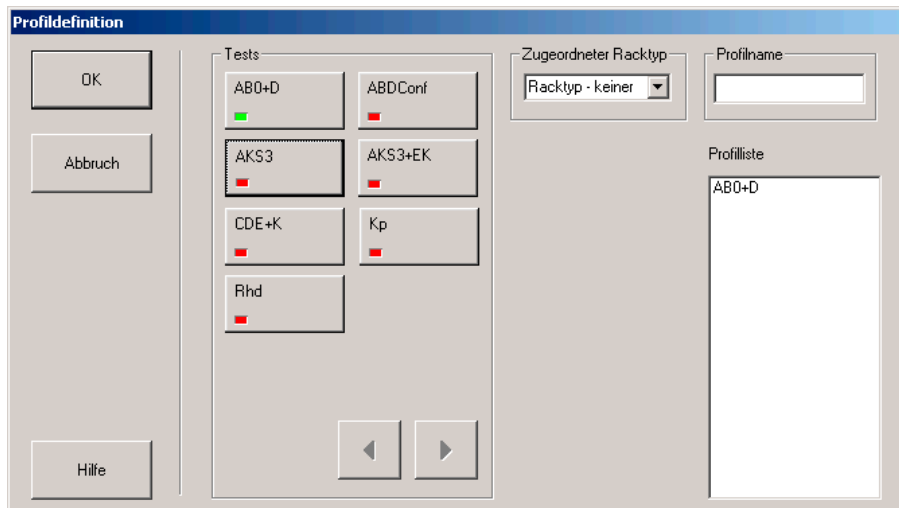 Profildefinition
OK
Abbruch
Hilfe
Tests
AB0+D
ABDConf
AKS3
AKS3+EK
CDE+K
Kp
Rhd
Zugeordneter Racktyp
Racktyp - keiner
Profilname
Profilliste
AB0+D